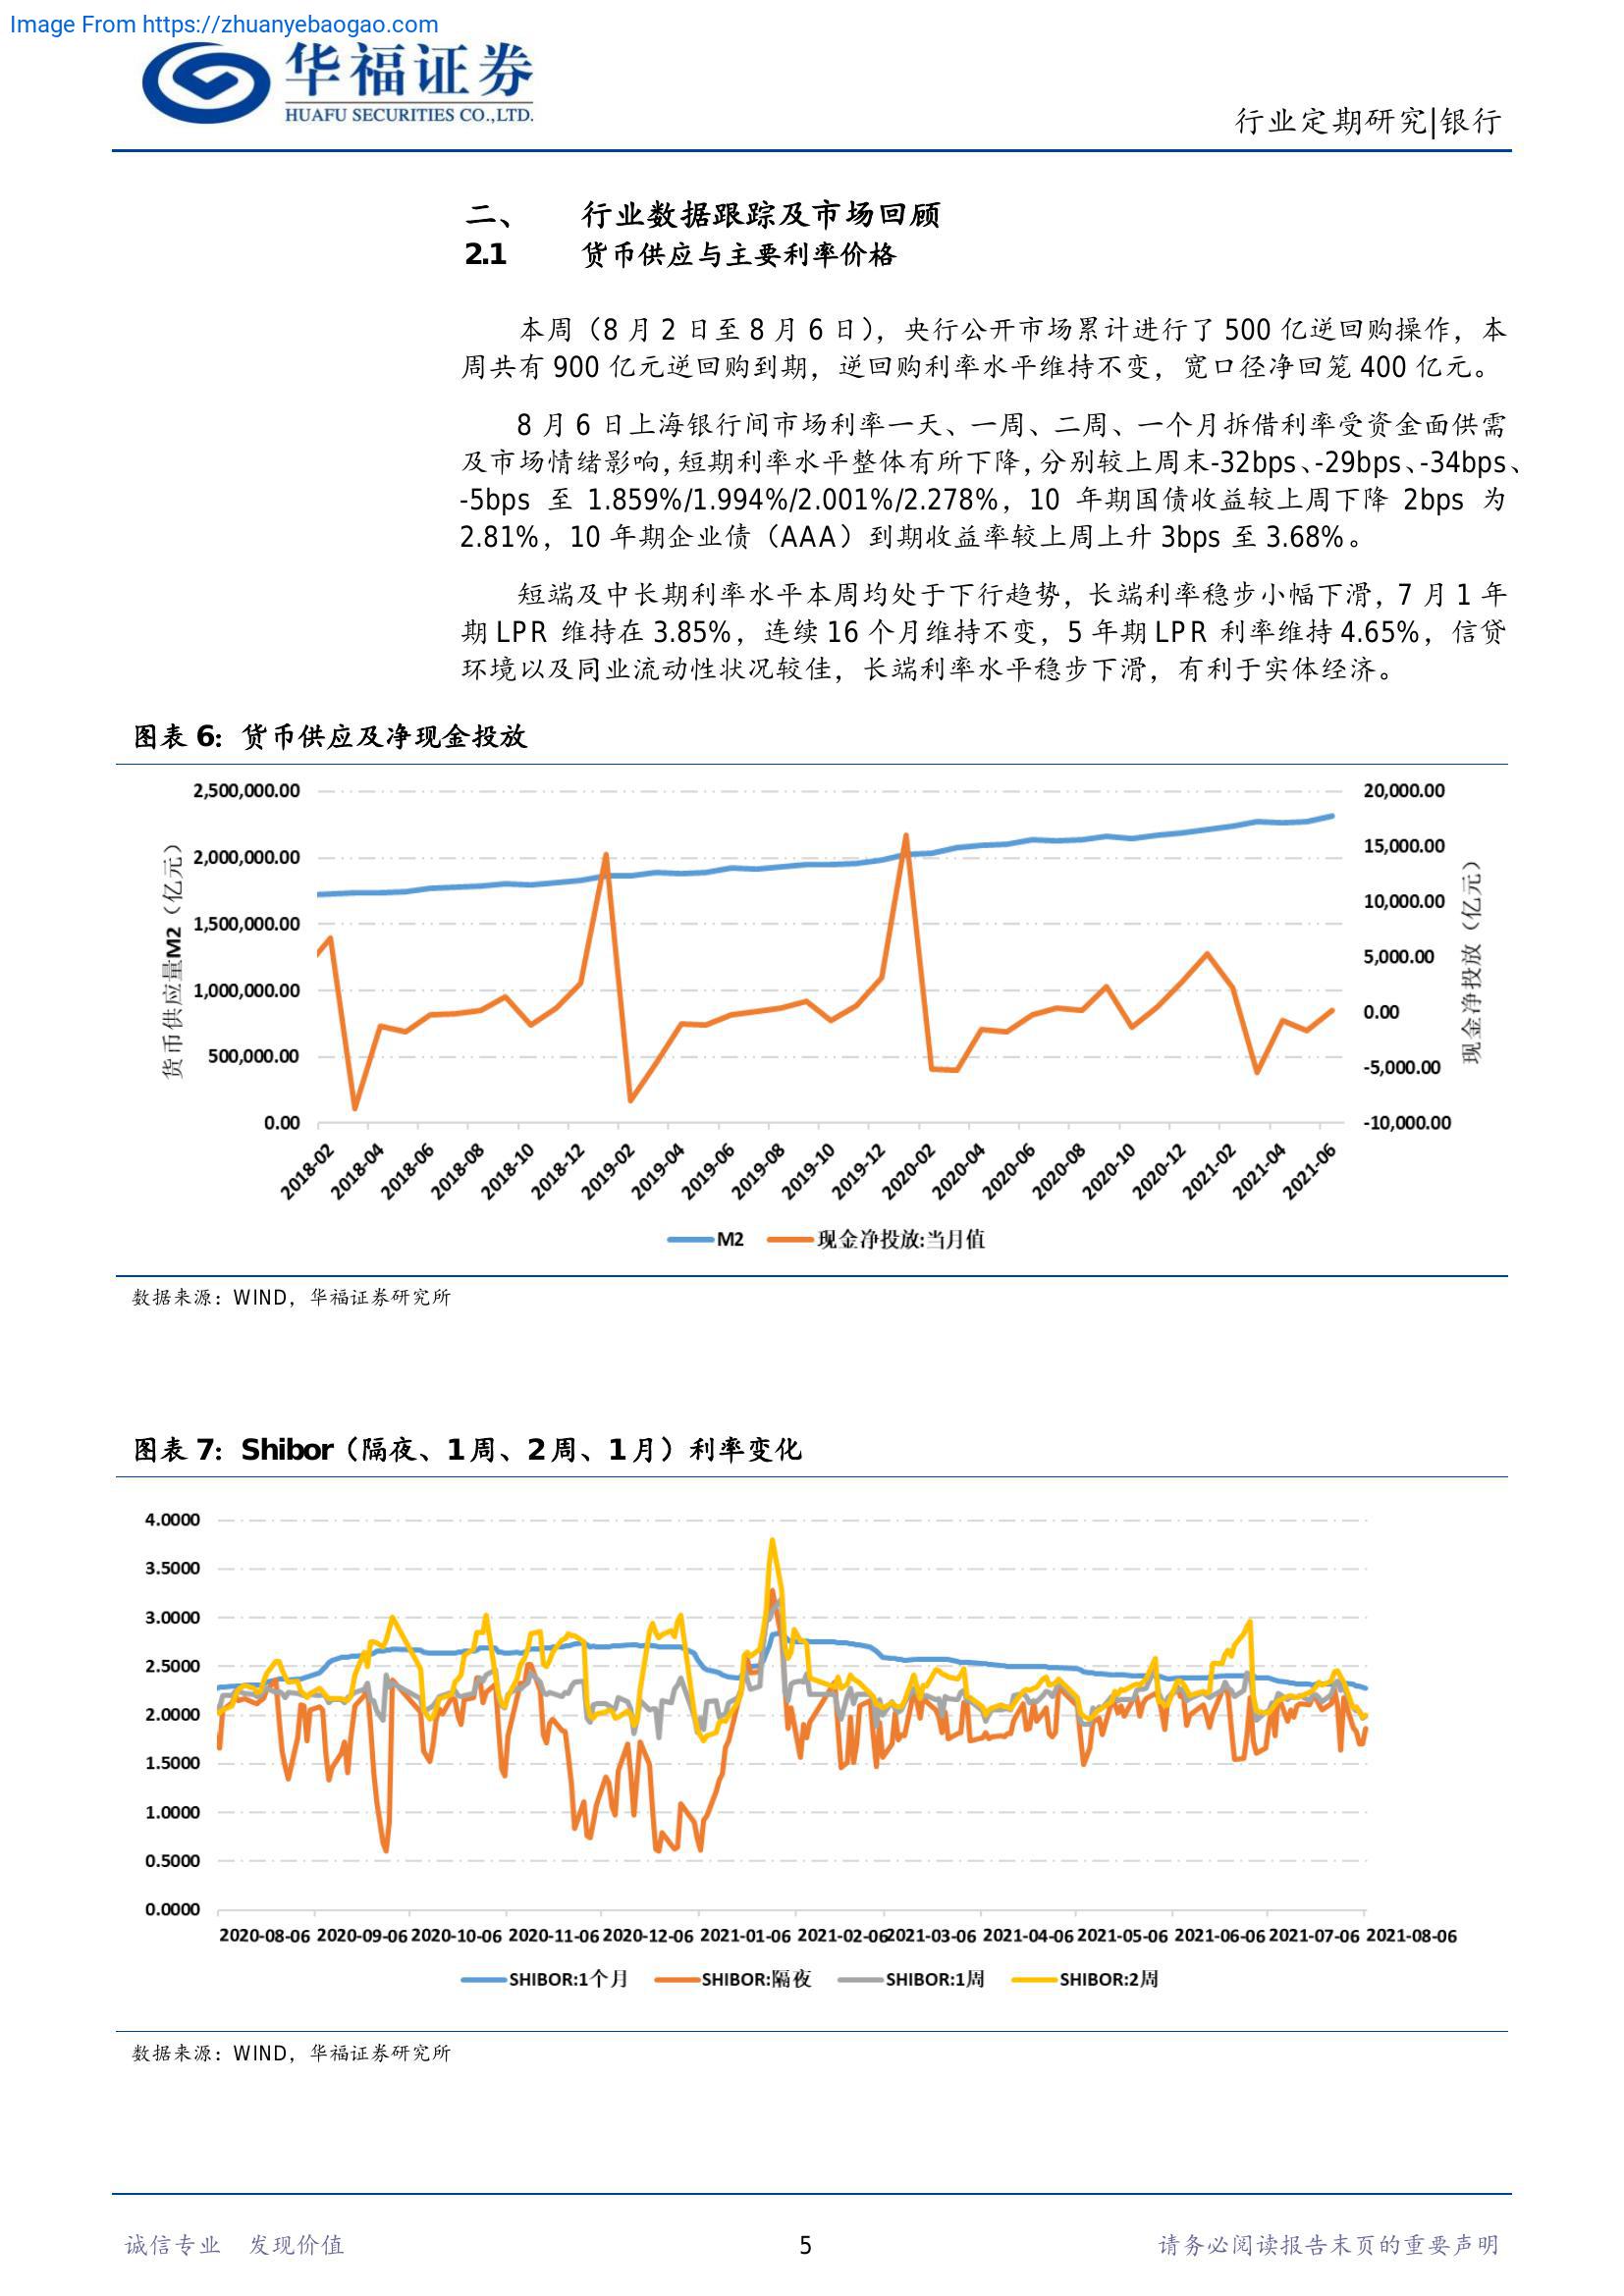 Image From https://zhuanyebaogao.com
华福证券
HUAFU SECURITIES CO.,LTD.
行业定期研究|银行
二、 行业数据跟踪及市场回顾
2.1 货币供应与主要利率价格
本周（8 月 2 日至 8 月 6 日），央行公开市场累计进行了 500 亿逆回购操作，本
周共有 900 亿元逆回购到期，逆回购利率水平维持不变，宽口径净回笼 400 亿元。
8 月 6 日上海银行间市场利率一天、一周、二周、一个月拆借利率受资金面供需
及市场情绪影响，短期利率水平整体有所下降，分别较上周末-32bps、-29bps、-34bps、
-5bps 至 1.859%/1.994%/2.001%/2.278%，10 年期国债收益较上周下降 2bps 为
2.81%，10 年期企业债（AAA）到期收益率较上周上升 3bps 至 3.68%。
短端及中长期利率水平本周均处于下行趋势，长端利率稳步小幅下滑，7 月 1 年
期 LPR 维持在 3.85%，连续 16 个月维持不变，5 年期 LPR 利率维持 4.65%，信贷
环境以及同业流动性状况较佳，长端利率水平稳步下滑，有利于实体经济。
图表 6：货币供应及净现金投放
货币供应量M2（亿元）
2,500,000.00
2,000,000.00
1,500,000.00
1,000,000.00
500,000.00
0.00
20,000.00
15,000.00
10,000.00
5,000.00
0.00
-5,000.00
-10,000.00
现金净投放（亿元）
2018-02 2018-04 2018-06 2018-08 2018-10 2018-12 2019-02 2019-04 2019-06 2019-08 2019-10 2019-12 2020-02 2020-04 2020-06 2020-08 2020-10 2020-12 2021-02 2021-04 2021-06
M2 现金净投放:当月值
数据来源：WIND，华福证券研究所
图表 7：Shibor（隔夜、1 周、2 周、1 月）利率变化
4.0000
3.5000
3.0000
2.5000
2.0000
1.5000
1.0000
0.5000
0.0000
2020-08-06 2020-09-06 2020-10-06 2020-11-06 2020-12-06 2021-01-06 2021-02-06 2021-03-06 2021-04-06 2021-05-06 2021-06-06 2021-07-06 2021-08-06
SHIBOR:1个月 SHIBOR:隔夜 SHIBOR:1周 SHIBOR:2周
数据来源：WIND，华福证券研究所
诚信专业 发现价值 5 请务必阅读报告末页的重要声明